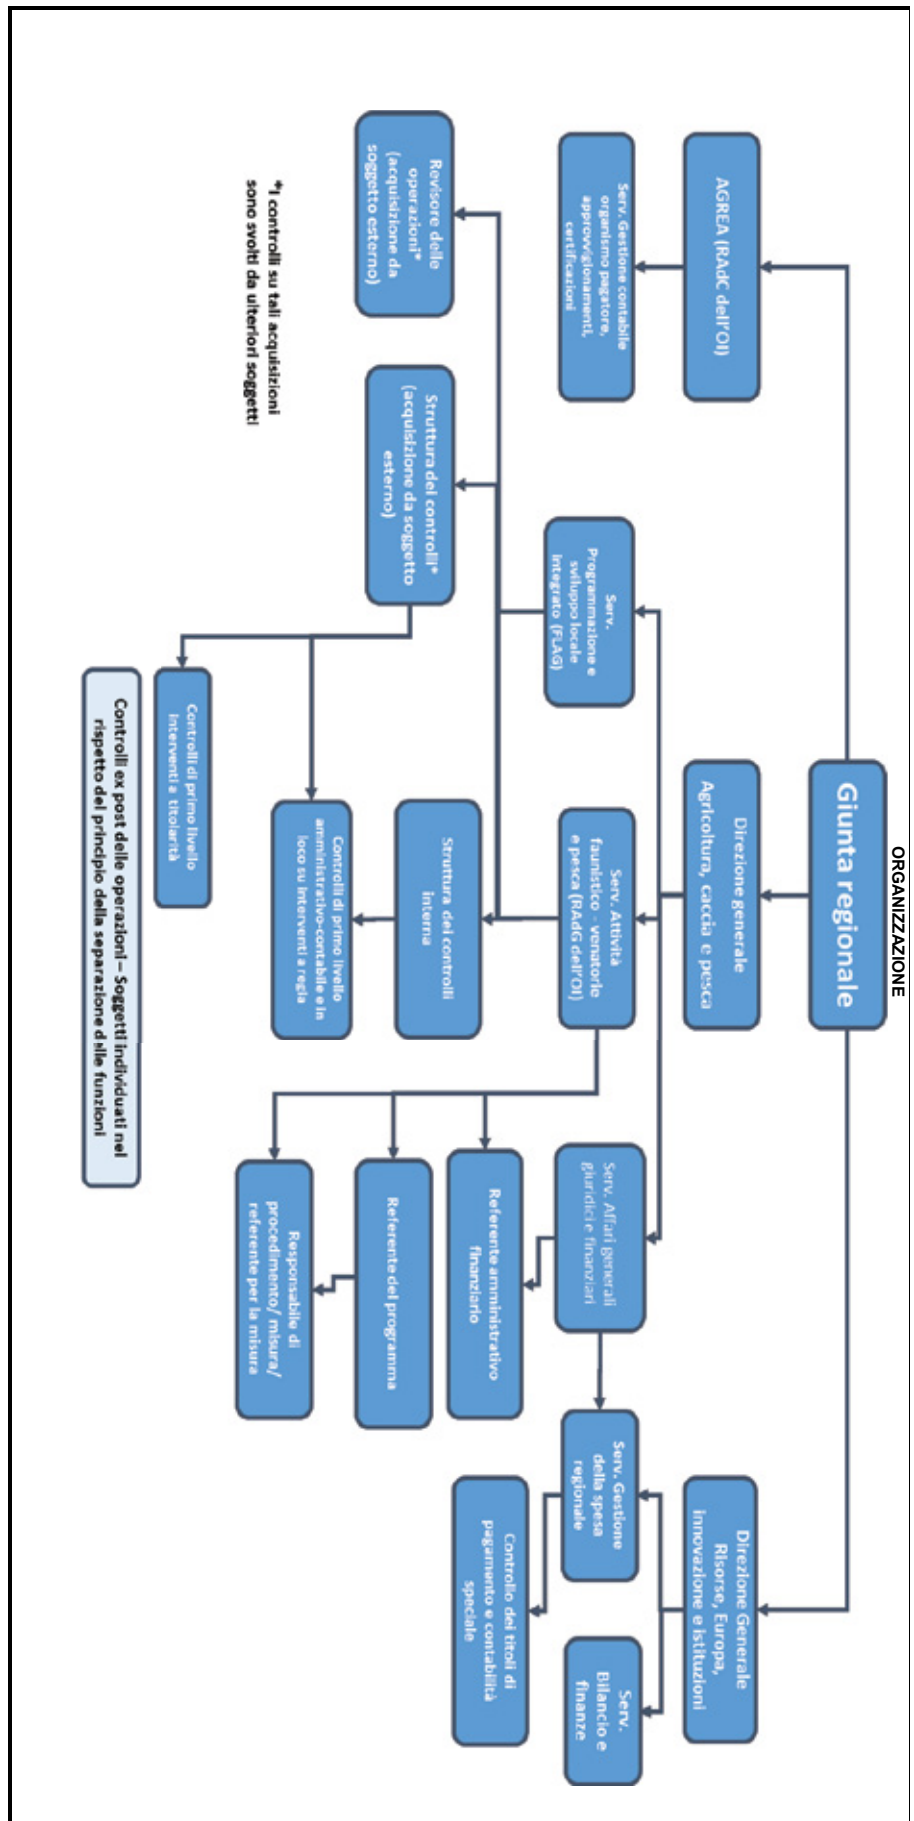 ORGANIZZAZIONE
Giunta regionale
AGREA (RAdC dell'OI)
Direzione generale
Agricoltura, caccia e pesca
Direzione Generale
Risorse, Europa,
innovazione e istituzioni
Serv. Gestione contabile
organismo pagatore,
approvvigionamenti,
certificazioni
Serv.
Programmazione e
sviluppo locale
integrato (FLAG)
Serv. Attività
faunistico - venatorie
e pesca (RAdG dell'OI)
Serv. Affari generali
giuridici e finanziari
Serv. Gestione
della spesa
regionale
Serv.
Bilancio e
finanze
Revisore delle
operazioni*
(acquisizione da
soggetto esterno)
Struttura dei controlli*
(acquisizione da soggetto
esterno)
Struttura dei controlli
interna
Referente amministrativo
finanziario
Controllo dei titoli di
pagamento e contabilità
speciale
Referente del programma
Controlli di primo livello
amministrativo-contabile e in
loco su interventi a regia
Responsabile di
procedimento/ misura/
referente per la misura
*I controlli su tali acquisizioni
sono svolti da ulteriori soggetti
Controlli di primo livello
interventi a titolarità
Controlli ex post delle operazioni – Soggetti individuati nel
rispetto del principio della separazione delle funzioni